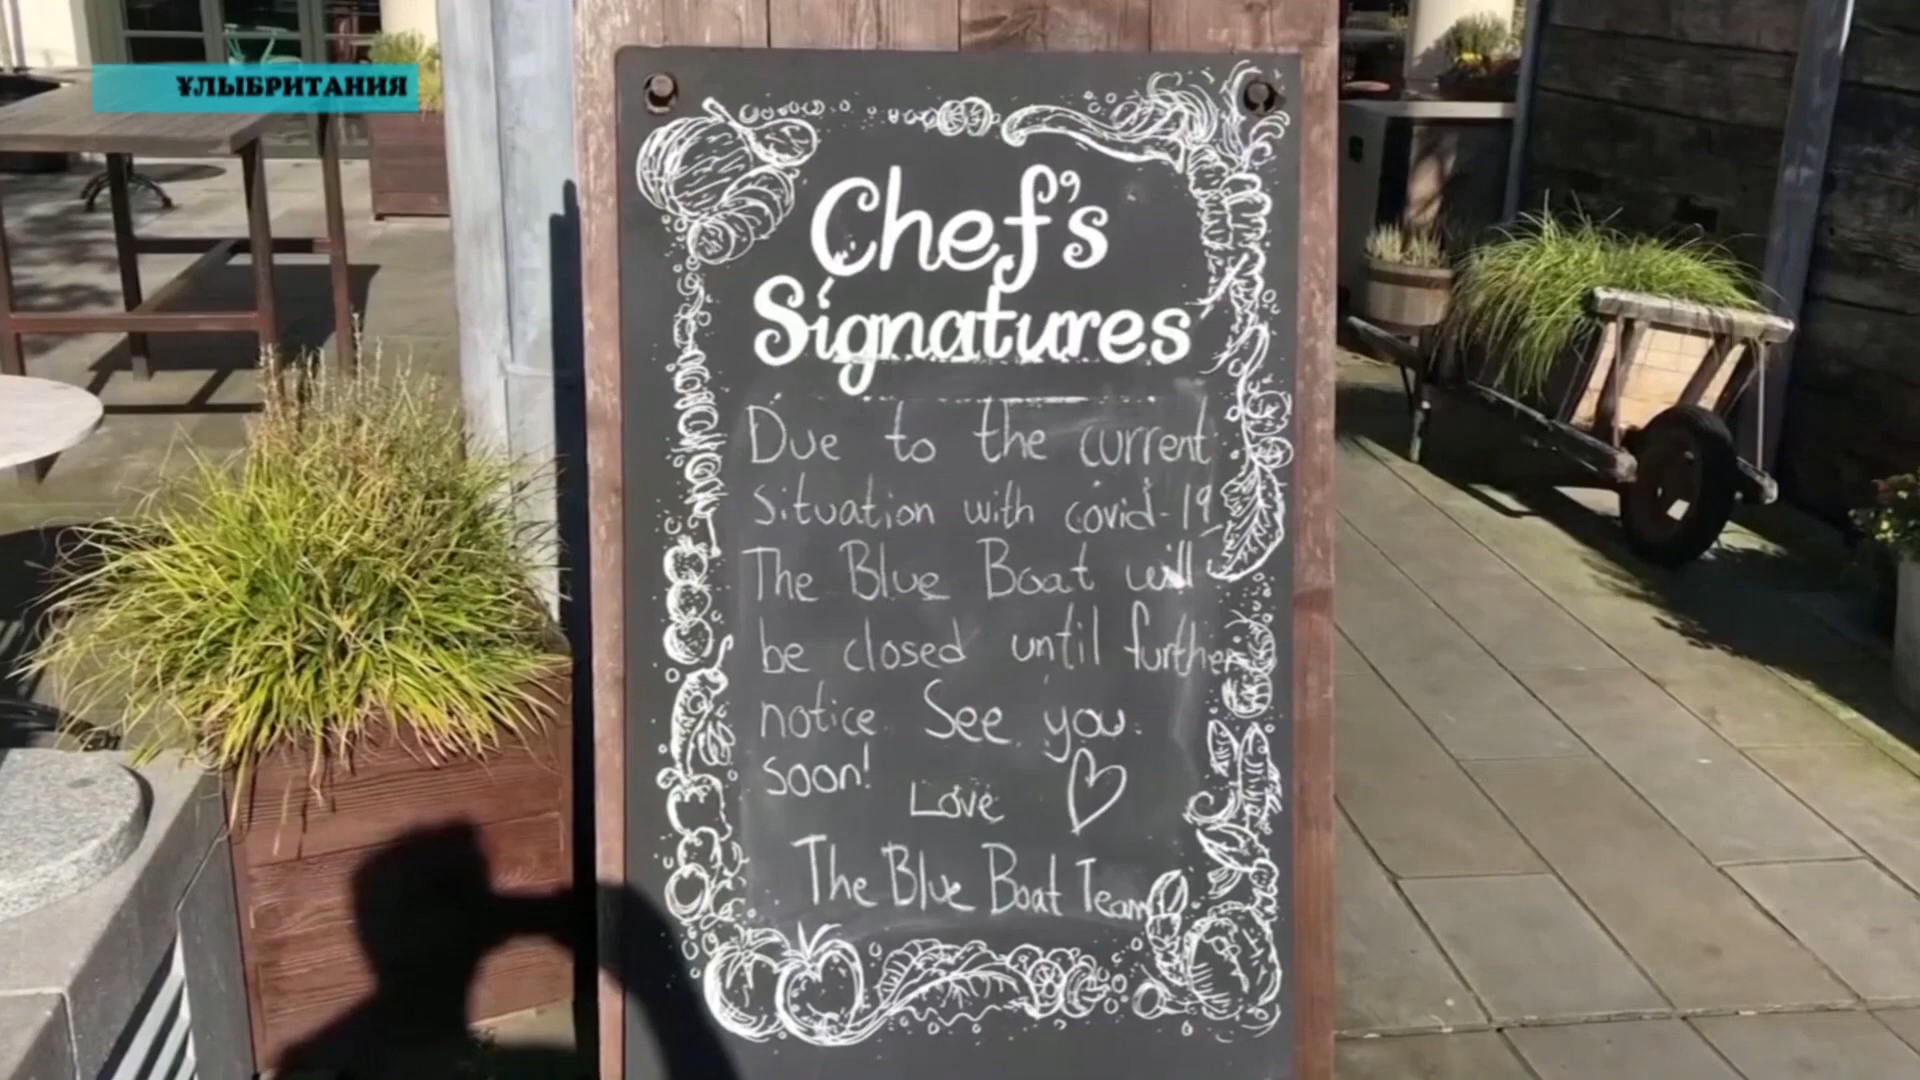 ҰЛЫБРИТАНИЯ
Chef's
Signatures
Due to the current
situation with covid-19
The Blue Boat will
be closed until further
notice. See you
soon!
Love ♡
The Blue Boat Team